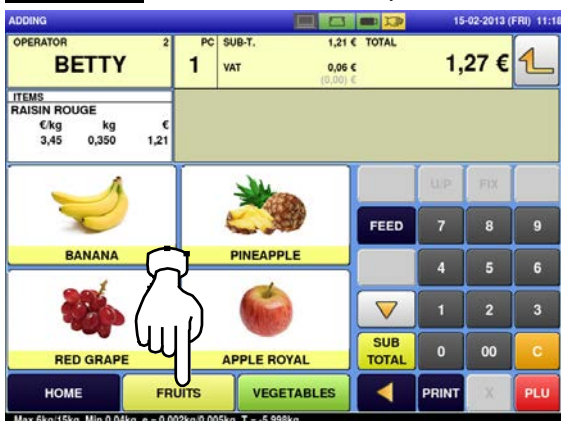 ADDING 15-02-2013 (FRI) 11:18
OPERATOR 2 PC SUB-T. 1,21 € TOTAL
BETTY 1 VAT 0,06 € 1,27 €
(0,00) €
ITEMS
RAISIN ROUGE
€/kg kg €
3,45 0,350 1,21
U/P FIX
FEED 7 8 9
BANANA PINEAPPLE
4 5 6
1 2 3
SUB TOTAL 0 00 C
RED GRAPE APPLE ROYAL
HOME FRUITS VEGETABLES PRINT X PLU
Max 6kg/15kg Min 0.04kg e = 0.002kg/0.005kg T = -5.998kg